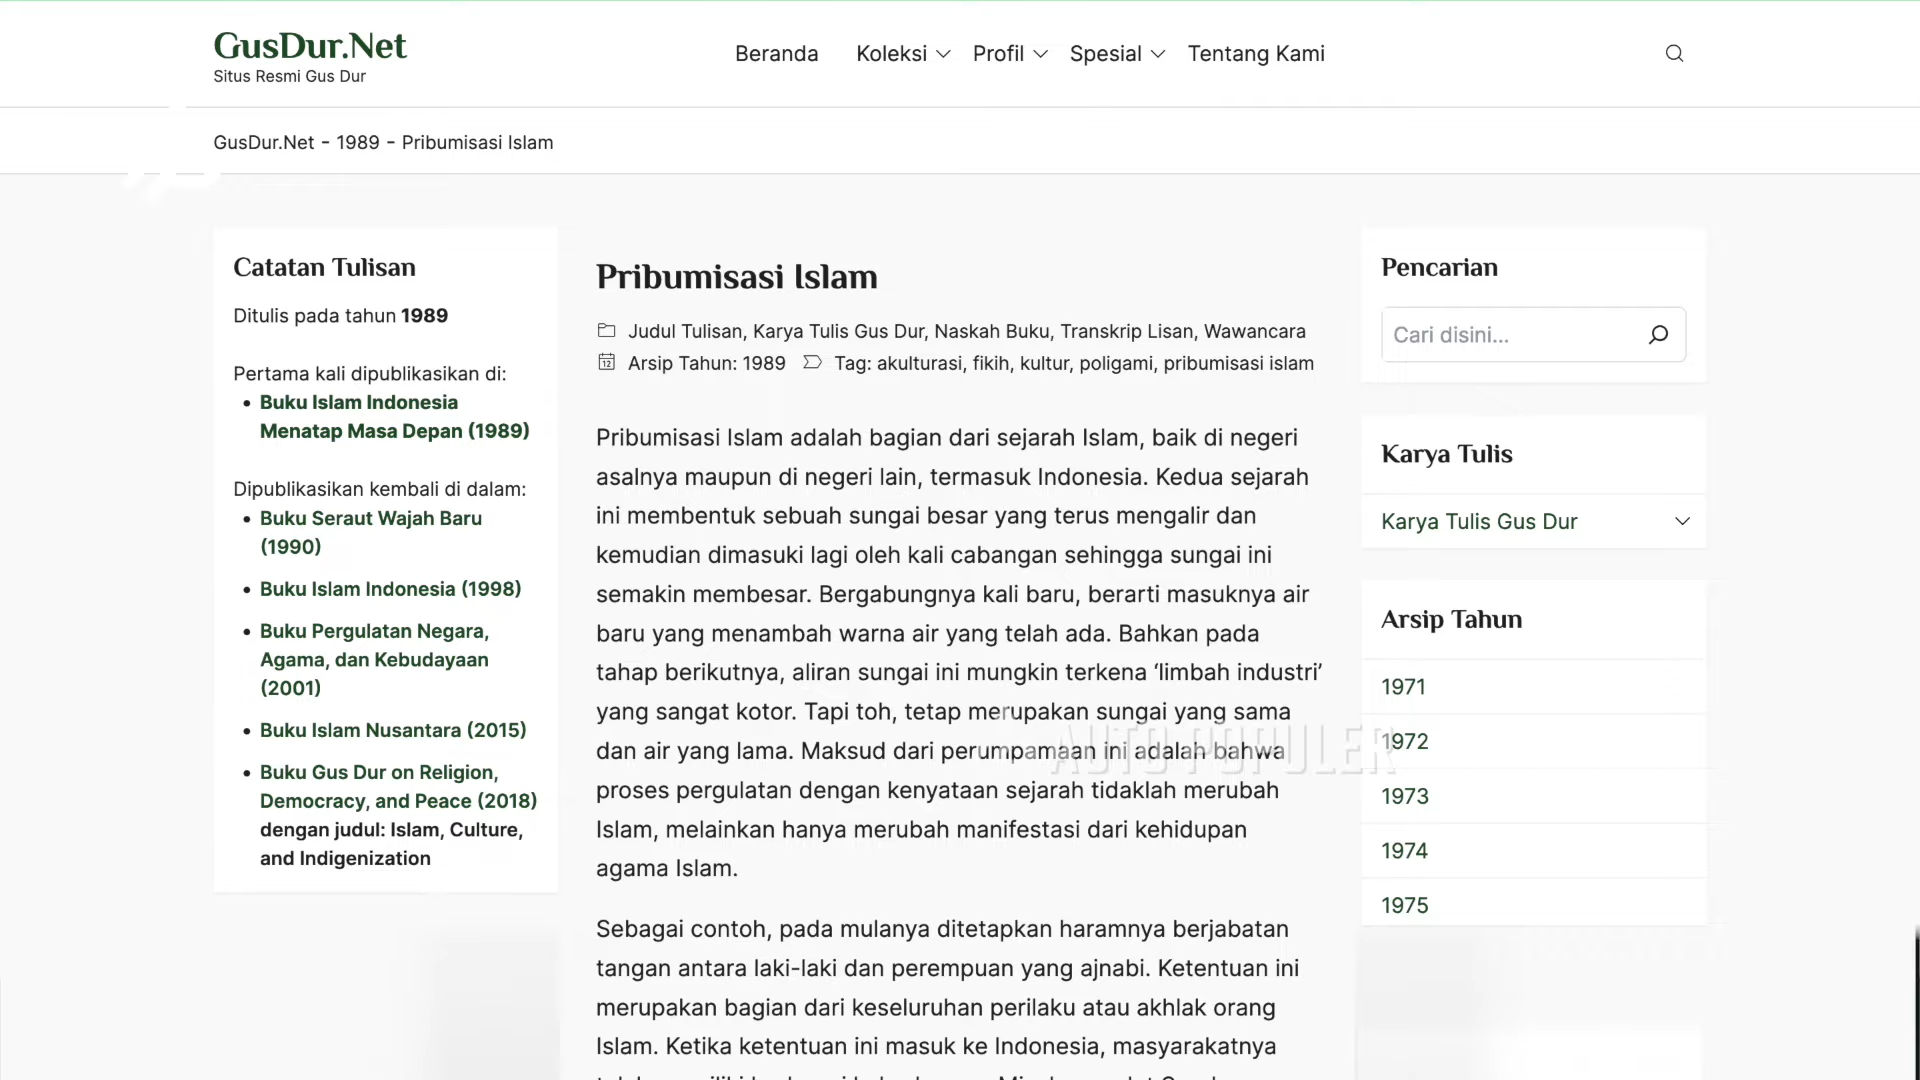 GusDur.Net
Situs Resmi Gus Dur
Beranda
Koleksi
Profil
Spesial
Tentang Kami
GusDur.Net - 1989 - Pribumisasi Islam
Catatan Tulisan
Ditulis pada tahun 1989
Pertama kali dipublikasikan di:
• Buku Islam Indonesia
Menatap Masa Depan (1989)
Dipublikasikan kembali di dalam:
• Buku Seraut Wajah Baru
(1990)
• Buku Islam Indonesia (1998)
• Buku Pergulatan Negara,
Agama, dan Kebudayaan
(2001)
• Buku Islam Nusantara (2015)
• Buku Gus Dur on Religion,
Democracy, and Peace (2018)
dengan judul: Islam, Culture,
and Indigenization
Pribumisasi Islam
Judul Tulisan, Karya Tulis Gus Dur, Naskah Buku, Transkrip Lisan, Wawancara
Arsip Tahun: 1989 Tag: akulturasi, fikih, kultur, poligami, pribumisasi islam
Pribumisasi Islam adalah bagian dari sejarah Islam, baik di negeri
asalnya maupun di negeri lain, termasuk Indonesia. Kedua sejarah
ini membentuk sebuah sungai besar yang terus mengalir dan
kemudian dimasuki lagi oleh kali cabangan sehingga sungai ini
semakin membesar. Bergabungnya kali baru, berarti masuknya air
baru yang menambah warna air yang telah ada. Bahkan pada
tahap berikutnya, aliran sungai ini mungkin terkena ‘limbah industri’
yang sangat kotor. Tapi toh, tetap merupakan sungai yang sama
dan air yang lama. Maksud dari perumpamaan ini adalah bahwa
proses pergulatan dengan kenyataan sejarah tidaklah merubah
Islam, melainkan hanya merubah manifestasi dari kehidupan
agama Islam.
Sebagai contoh, pada mulanya ditetapkan haramnya berjabatan
tangan antara laki-laki dan perempuan yang ajnabi. Ketentuan ini
merupakan bagian dari keseluruhan perilaku atau akhlak orang
Islam. Ketika ketentuan ini masuk ke Indonesia, masyarakatnya
AUTO POPULER
Pencarian
Cari disini...
Karya Tulis
Karya Tulis Gus Dur
Arsip Tahun
1971
1972
1973
1974
1975